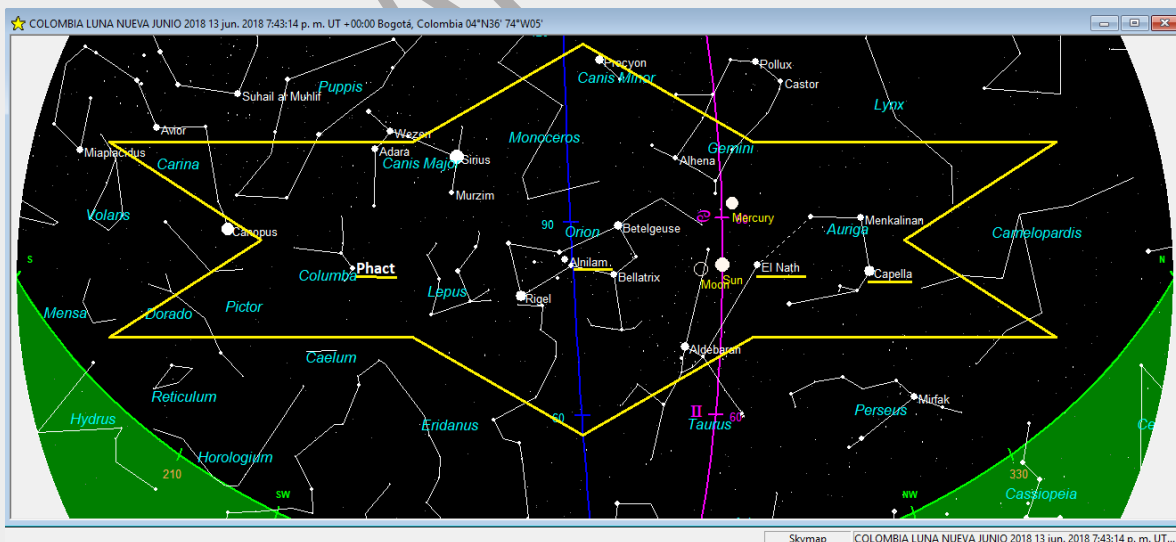 COLOMBIA LUNA NUEVA JUNIO 2018 13 jun. 2018 7:43:14 p. m. UT +00:00 Bogotá, Colombia 04°N36' 74°W05'
Procyon
Canis Minor
Pollux
Castor
Puppis
Suhail al Muhlif
Lynx
Avior
Wezen
Monoceros
Miaplacidus
Adara
Gemini
Carina
Canis Major
Sirius
Alhena
Murzim
Volans
Mercury
Menkalinan
Canopus
90
Orion
Betelgeuse
Auriga
Camelopardis
S
Columba
Phact
Alnilam
El Nath
N
Bellatrix
Sun
Capella
Moon
Lepus
Rigel
Mensa
Dorado
Pictor
Aldebaran
Caelum
Reticulum
Mirfak
Hydrus
Eridanus
60
II
60
Taurus
Perseus
Ce
Horologium
210
330
SW
NW
Cassiopeia
Skymap
COLOMBIA LUNA NUEVA JUNIO 2018 13 jun. 2018 7:43:14 p. m. UT...